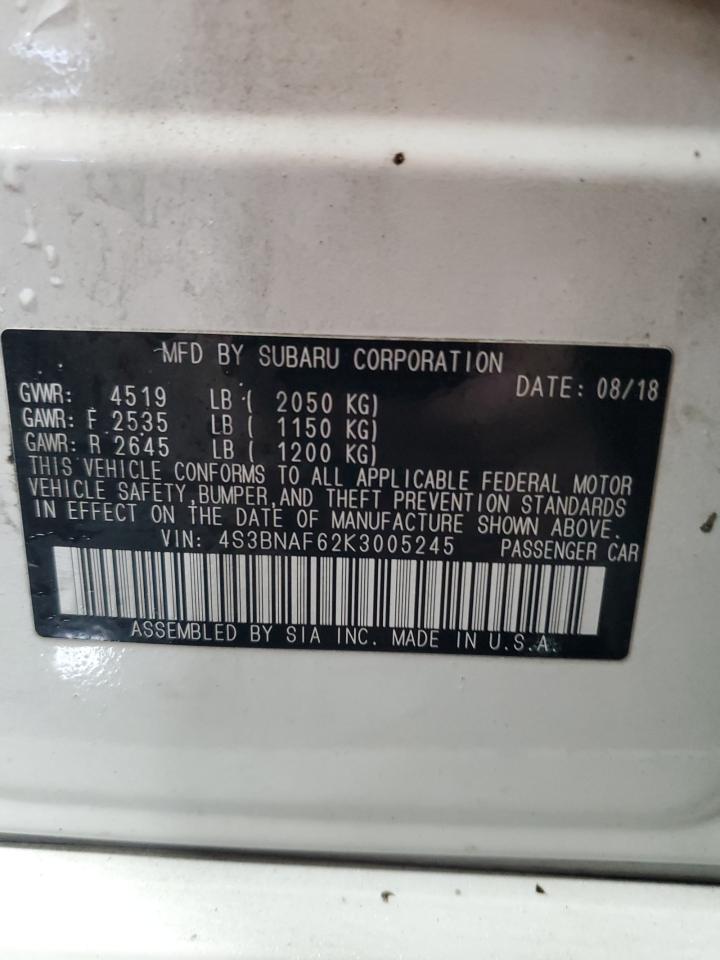 MFD BY SUBARU CORPORATION
DATE: 08/18
GVWR: 4519 LB ( 2050 KG)
GAWR: F 2535 LB ( 1150 KG)
GAWR: R 2645 LB ( 1200 KG)
THIS VEHICLE CONFORMS TO ALL APPLICABLE FEDERAL MOTOR
VEHICLE SAFETY, BUMPER, AND THEFT PREVENTION STANDARDS
IN EFFECT ON THE DATE OF MANUFACTURE SHOWN ABOVE.
VIN: 4S3BNAF62K3005245 PASSENGER CAR
ASSEMBLED BY SIA INC. MADE IN U.S.A.